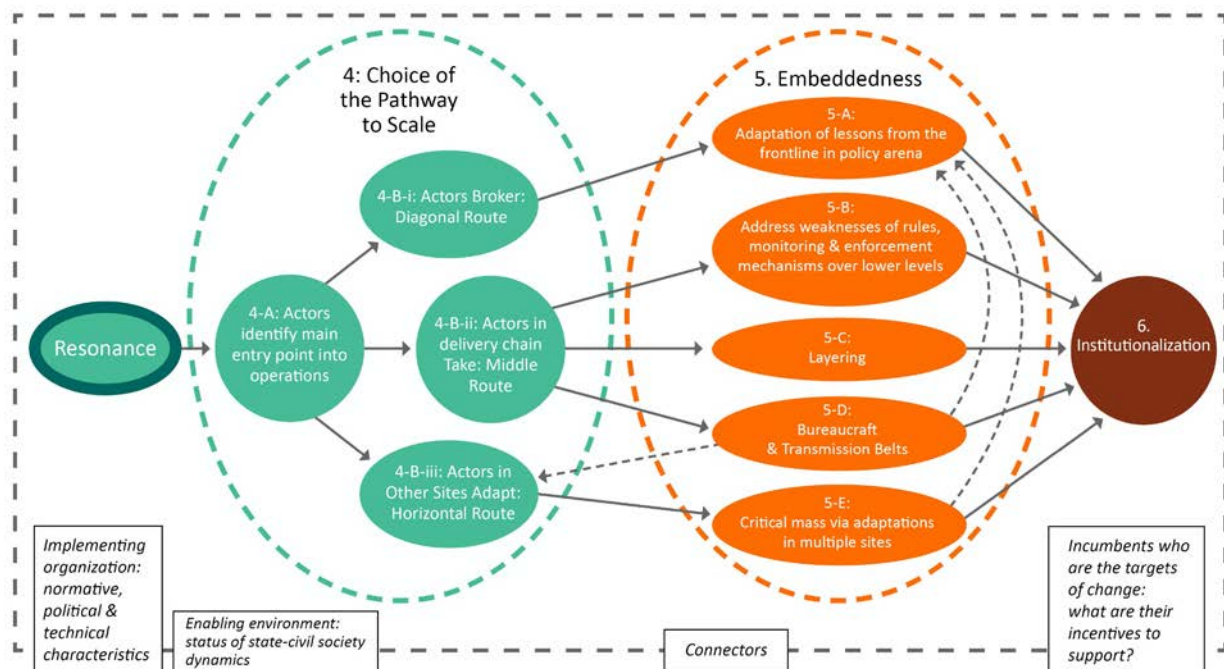 4: Choice of
the Pathway
to Scale
5. Embeddedness
5-A:
Adaptation of lessons from the
frontline in policy arena
4-B-i: Actors Broker:
Diagonal Route
5-B:
Address weaknesses of rules,
monitoring & enforcement
mechanisms over lower levels
Resonance
4-A: Actors
identify main
entry point into
operations
4-B-ii: Actors in
delivery chain
Take: Middle
Route
5-C:
Layering
6.
Institutionalization
5-D:
Bureaucraft
& Transmission Belts
4-B-iii: Actors in
Other Sites Adapt:
Horizontal Route
5-E:
Critical mass via adaptations
in multiple sites
Implementing
organization:
normative,
political &
technical
characteristics
Enabling environment:
status of state-civil society
dynamics
Connectors
Incumbents who
are the targets
of change:
what are their
incentives to
support?